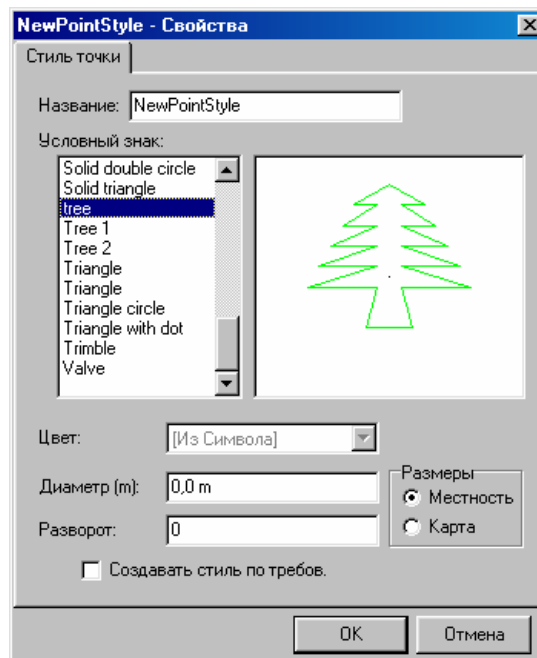 NewPointStyle - Свойства
Стиль точки
Название: NewPointStyle
Условный знак:
Solid double circle
Solid triangle
tree
Tree 1
Tree 2
Triangle
Triangle
Triangle circle
Triangle with dot
Trimble
Valve
Цвет: [Из Символа]
Диаметр (m): 0,0 m
Разворот: 0
Размеры
Местность
Карта
Создавать стиль по требов.
OK Отмена